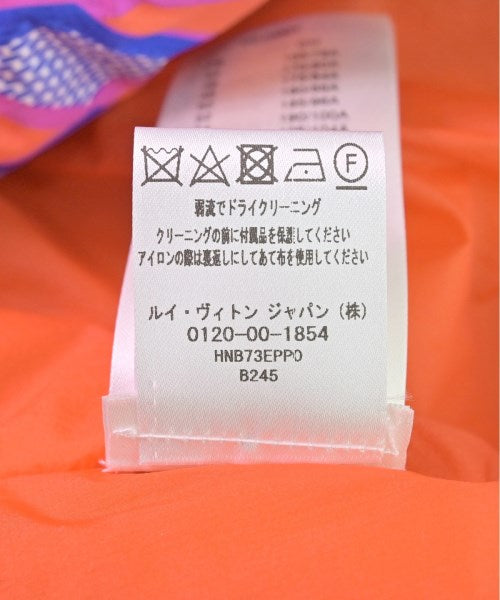 F
弱流でドライクリーニング
クリーニングの前に付属品を保護してください
アイロンの際は裏返しにしてあて布を使用してください
ルイ・ヴィトン ジャパン (株)
0120-00-1854
HNB73EPPO
B245